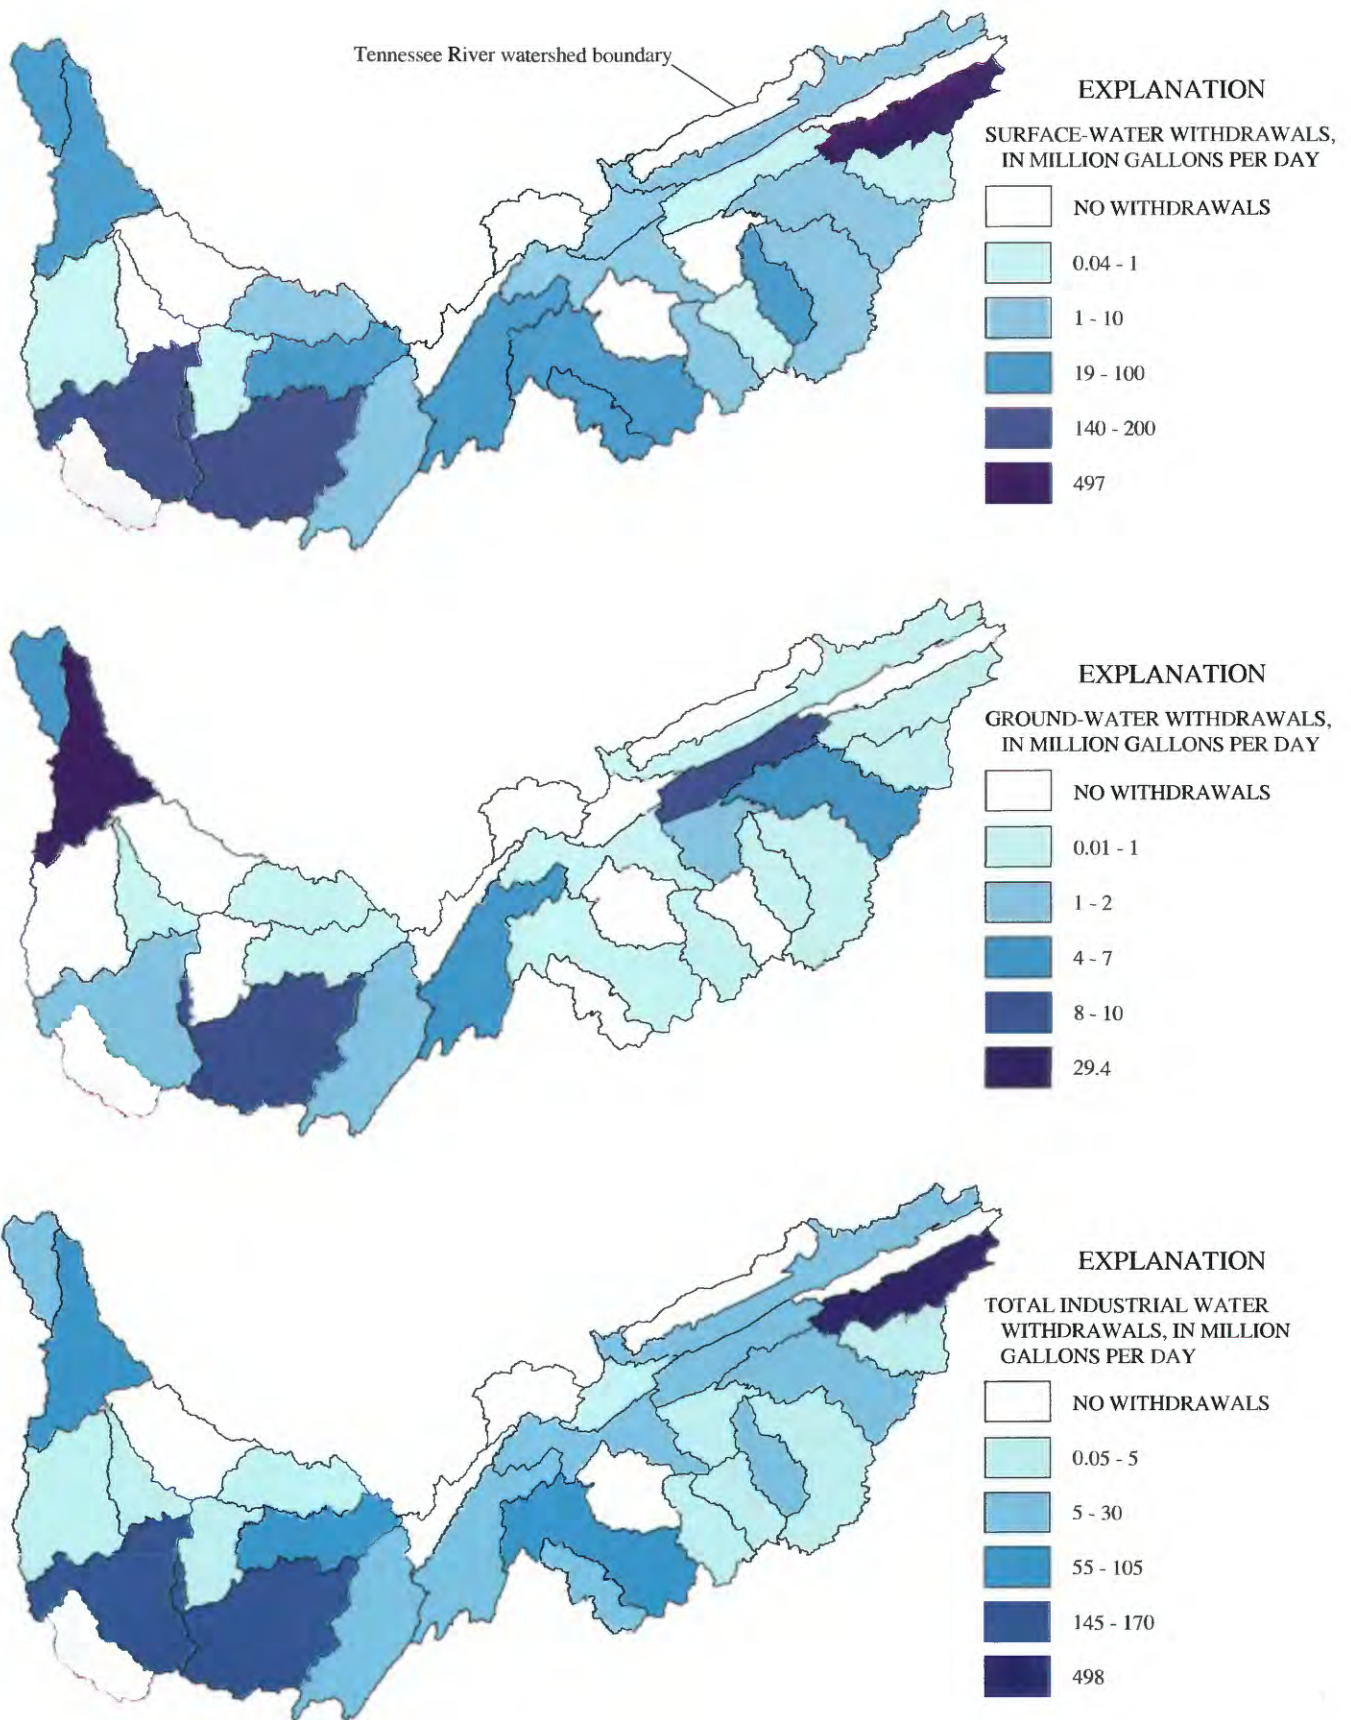 Tennessee River watershed boundary
EXPLANATION
SURFACE-WATER WITHDRAWALS,
IN MILLION GALLONS PER DAY
NO WITHDRAWALS
0.04 - 1
1 - 10
19 - 100
140 - 200
497
EXPLANATION
GROUND-WATER WITHDRAWALS,
IN MILLION GALLONS PER DAY
NO WITHDRAWALS
0.01 - 1
1 - 2
4 - 7
8 - 10
29.4
EXPLANATION
TOTAL INDUSTRIAL WATER
WITHDRAWALS, IN MILLION
GALLONS PER DAY
NO WITHDRAWALS
0.05 - 5
5 - 30
55 - 105
145 - 170
498